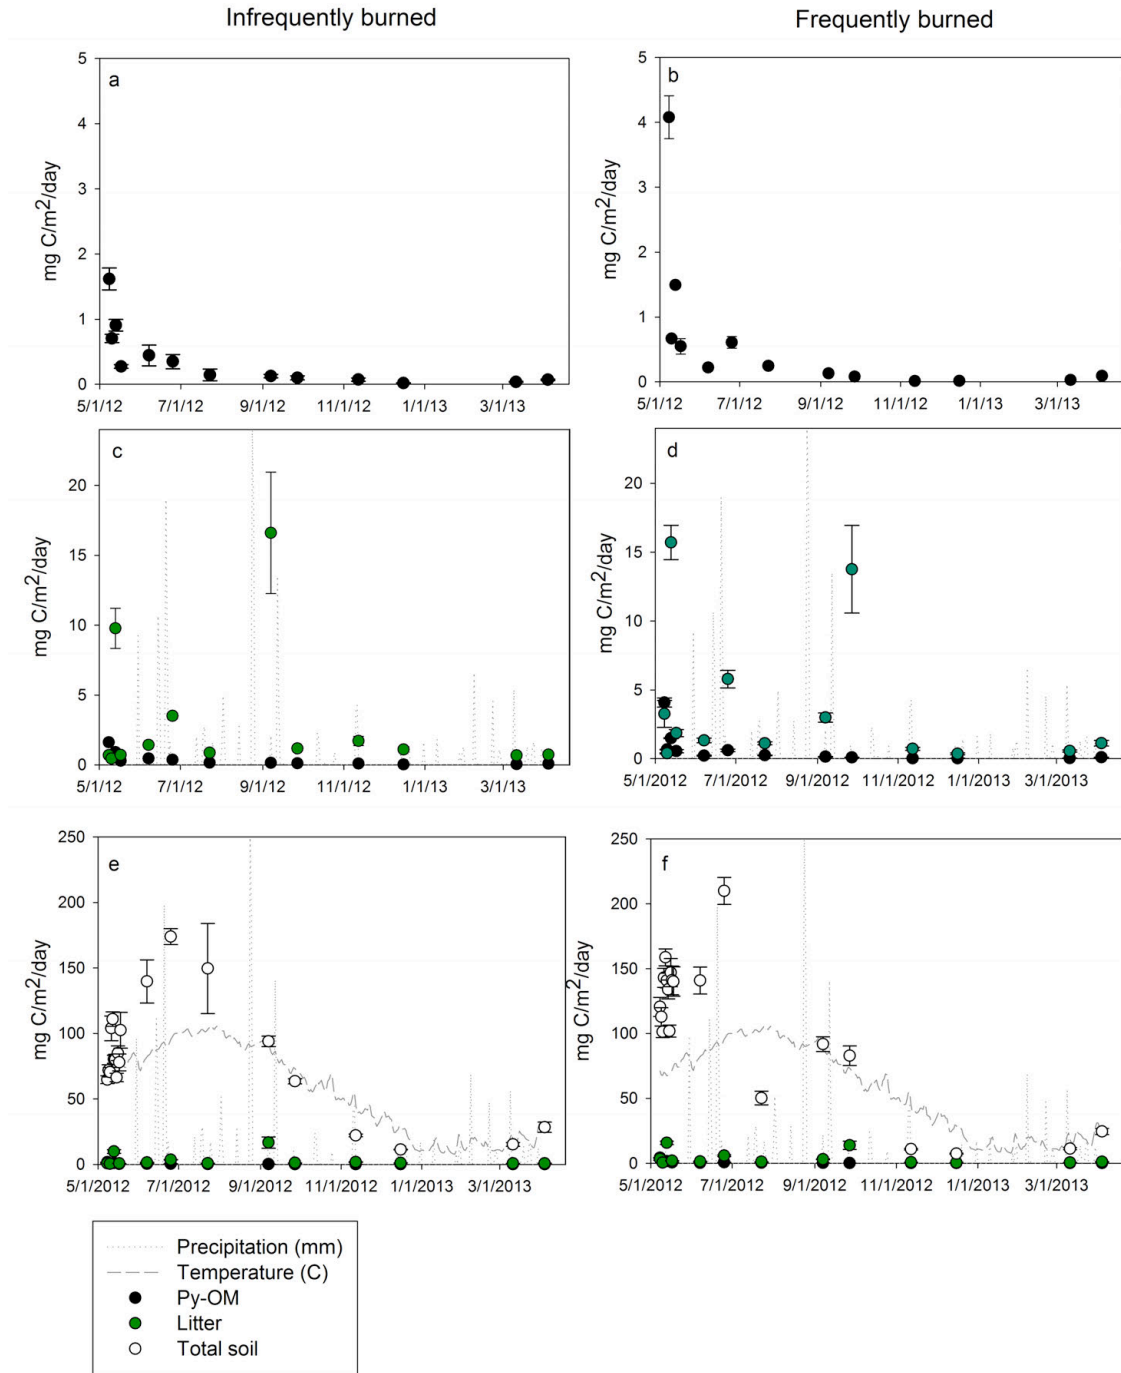 Infrequently burned
Frequently burned
a
5
4
3
2
1
0
mg C/m2/day
5/1/12 7/1/12 9/1/12 11/1/12 1/1/13 3/1/13
b
5
4
3
2
1
0
mg C/m2/day
5/1/12 7/1/12 9/1/12 11/1/12 1/1/13 3/1/13
c
20
15
10
5
0
mg C/m2/day
5/1/12 7/1/12 9/1/12 11/1/12 1/1/13 3/1/13
d
20
15
10
5
0
mg C/m2/day
5/1/2012 7/1/2012 9/1/2012 11/1/2012 1/1/2013 3/1/2013
e
250
200
150
100
50
0
mg C/m2/day
5/1/2012 7/1/2012 9/1/2012 11/1/2012 1/1/2013 3/1/2013
f
250
200
150
100
50
0
mg C/m2/day
5/1/2012 7/1/2012 9/1/2012 11/1/2012 1/1/2013 3/1/2013
Precipitation (mm)
Temperature (C)
Py-OM
Litter
Total soil